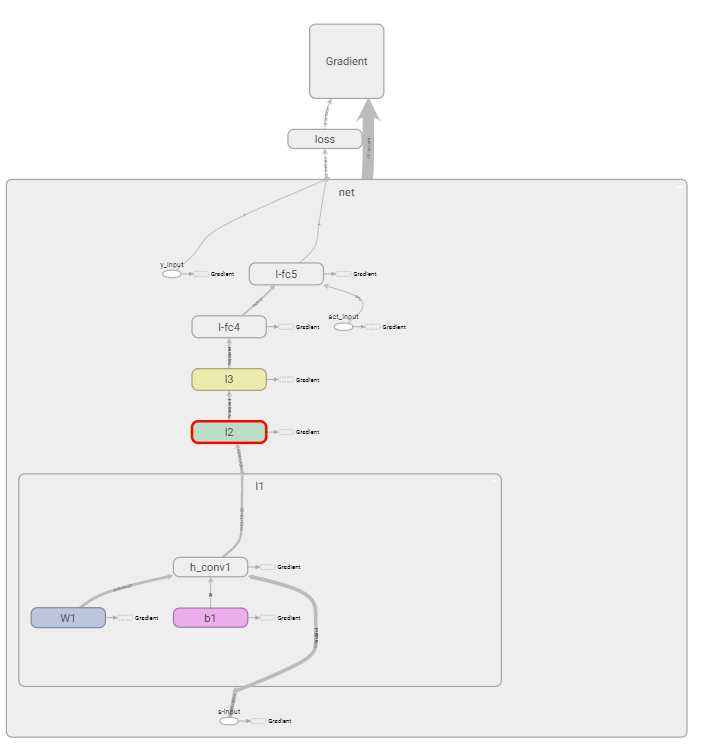 Gradient
loss
net
y_input
Gradient
l-fc5
Gradient
act_input
l-fc4
Gradient
Gradient
l3
Gradient
l2
Gradient
l1
h_conv1
Gradient
W1
Gradient
b1
Gradient
s-input
Gradient